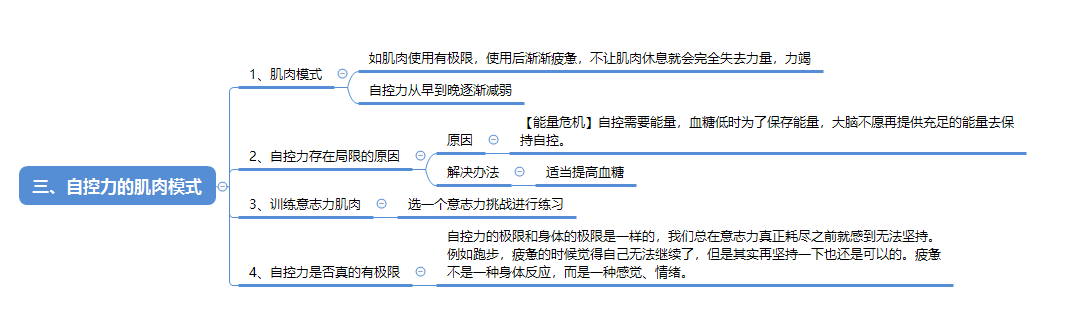 三、自控力的肌肉模式
1、肌肉模式
如肌肉使用有极限，使用后渐渐疲惫，不让肌肉休息就会完全失去力量，力竭
自控力从早到晚逐渐减弱
2、自控力存在局限的原因
原因
【能量危机】自控需要能量，血糖低时为了保存能量，大脑不愿再提供充足的能量去保
持自控。
解决办法
适当提高血糖
3、训练意志力肌肉
选一个意志力挑战进行练习
4、自控力是否真的有极限
自控力的极限和身体的极限是一样的，我们总在意志力真正耗尽之前就感到无法坚持。
例如跑步，疲惫的时候觉得自己无法继续了，但是其实再坚持一下也还是可以的。疲惫
不是一种身体反应，而是一种感觉、情绪。